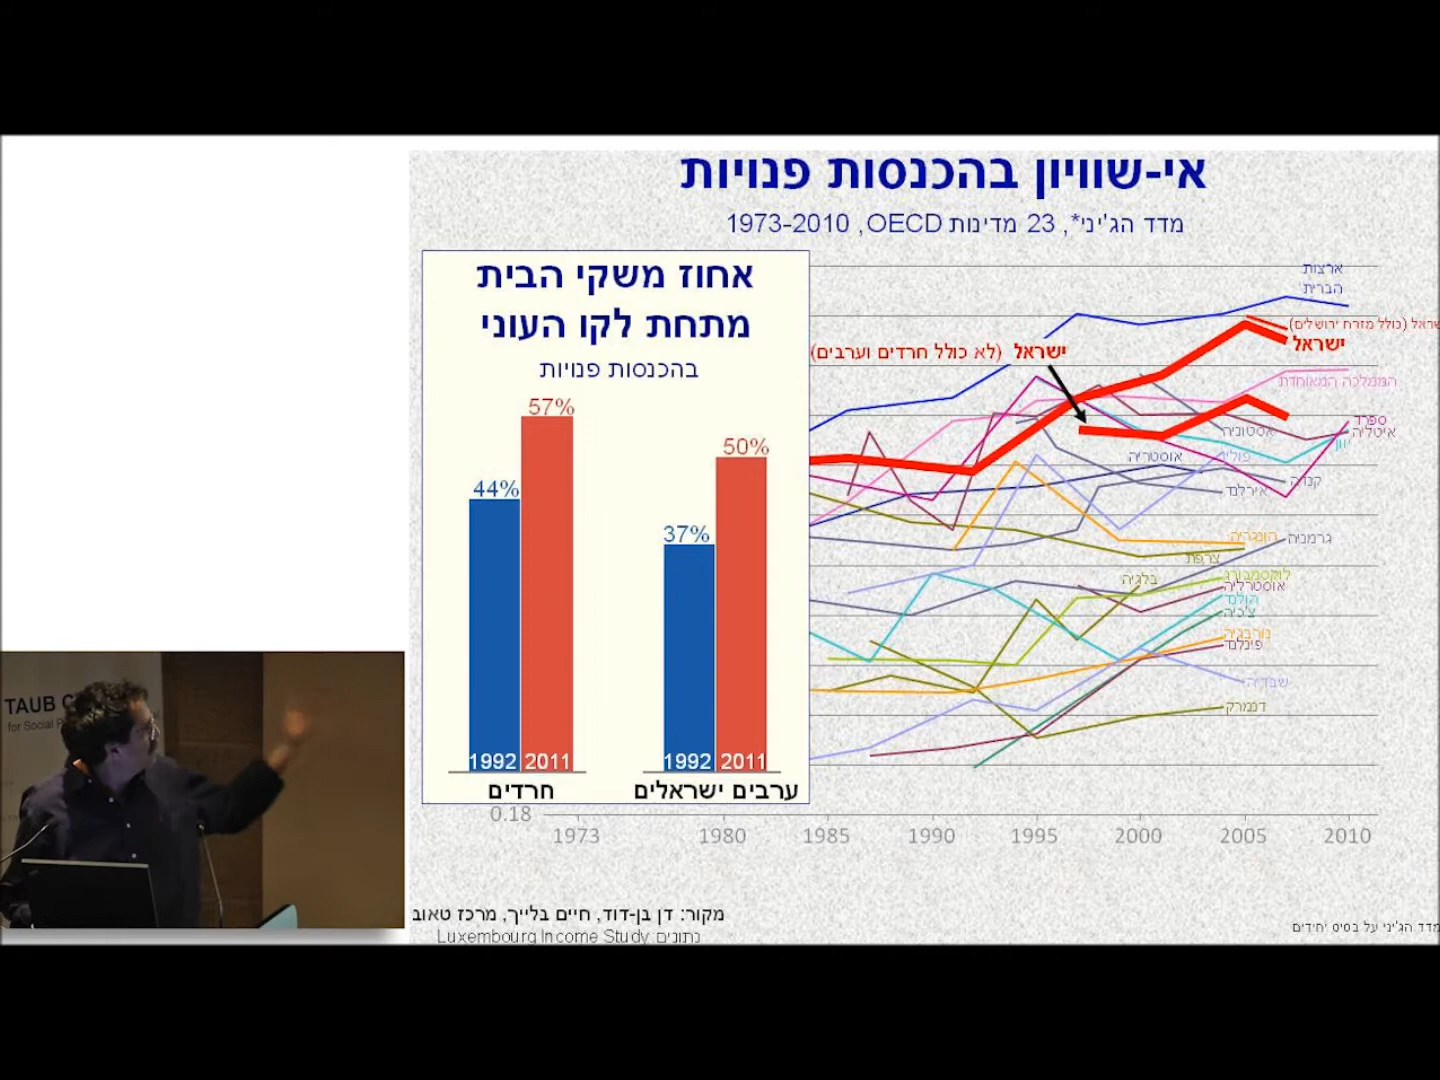 אי-שוויון בהכנסות פנויות
מדד הג'יני*, 23 מדינות OECD, 1973-2010
אחוז משקי הבית
מתחת לקו העוני
בהכנסות פנויות
57%
44%
50%
37%
1992
2011
1992
2011
חרדים
ערבים ישראלים
ארצות
הברית
(כולל מזרח ירושלים)
ישראל
ישראל (לא כולל חרדים וערבים)
הממלכה המאוחדת
ספרד
איטליה
יוון
אסטוניה
פולין
אוסטריה
קנדה
אירלנד
הונגריה
גרמניה
צרפת
בלגיה
לוקסמבורג
אוסטרליה
הולנד
צ'כיה
נורבגיה
פינלנד
שבדיה
דנמרק
0.18
1973
1980
1985
1990
1995
2000
2005
2010
מקור: דן בן-דוד, חיים בלייך, מרכז טאוב
נתונים: Luxembourg Income Study
מדד הג'יני על בסיס יחידים
TAUB
for Social